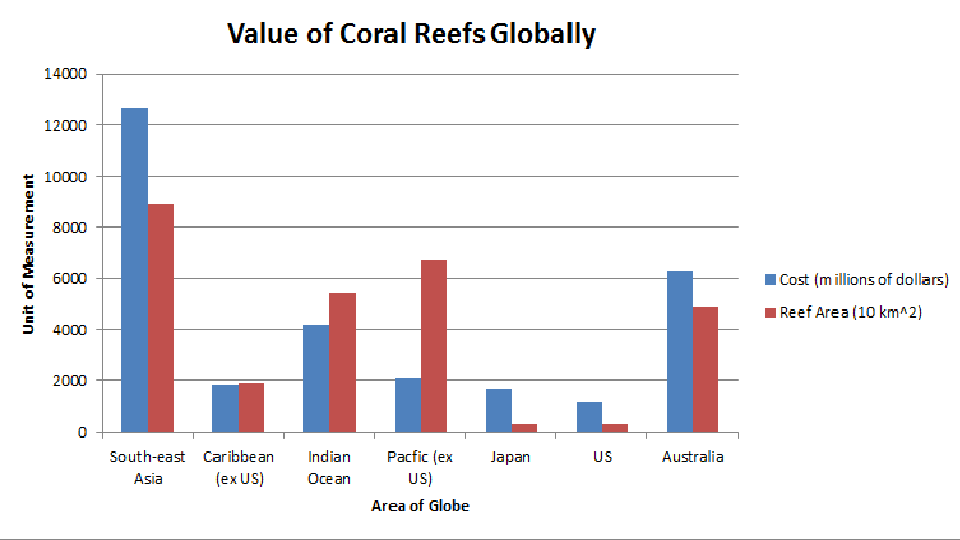 Value of Coral Reefs Globally
14000
12000
10000
8000
6000
4000
2000
0
Unit of Measurement
South-east
Asia
Caribbean
(ex US)
Indian
Ocean
Pacfic (ex
US)
Japan
US
Australia
Area of Globe
Cost (millions of dollars)
Reef Area (10 km^2)